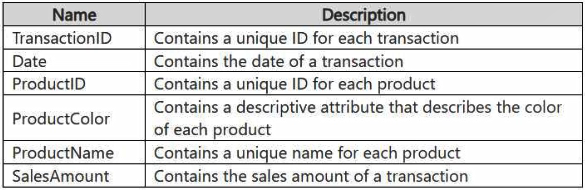 Name Description
TransactionID Contains a unique ID for each transaction
Date Contains the date of a transaction
ProductID Contains a unique ID for each product
ProductColor Contains a descriptive attribute that describes the color
of each product
ProductName Contains a unique name for each product
SalesAmount Contains the sales amount of a transaction